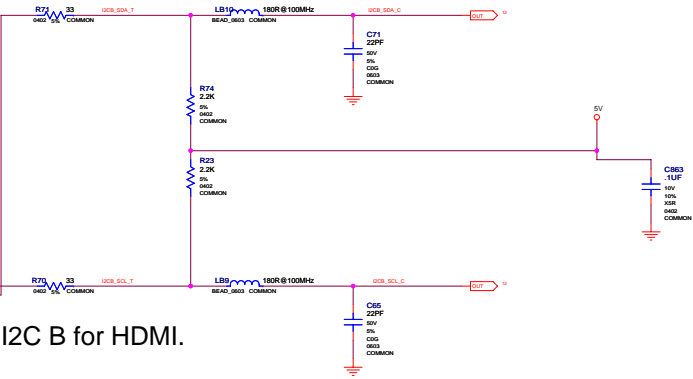 R71 33 I2CB_SDA_T LB10 180R@100MHz I2CB_SDA_C 12
0402 5% COMMON BEAD_0603 COMMON OUT
C71
22PF
50V
5%
C0G
0603
COMMON
R74
2.2K
5%
0402
COMMON
5V
R23
2.2K
5%
0402
COMMON
C863
.1UF
10V
10%
X5R
0402
COMMON
R70 33 I2CB_SCL_T LB9 180R@100MHz I2CB_SCL_C 12
0402 5% COMMON BEAD_0603 COMMON OUT
C65
22PF
50V
5%
C0G
0603
COMMON
I2C B for HDMI.